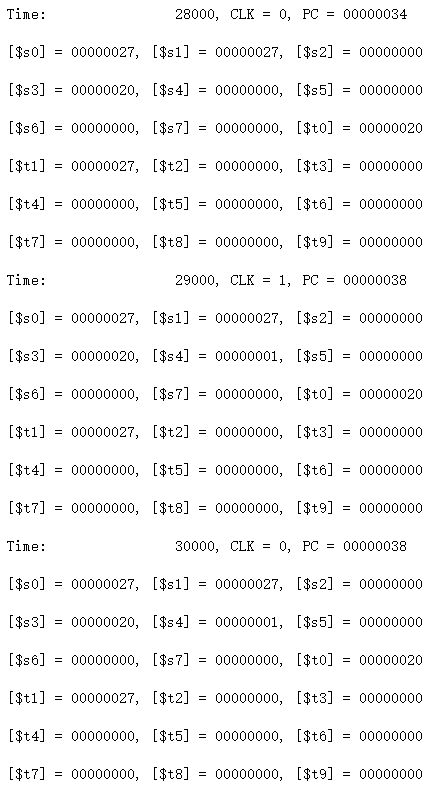 Time:                28000, CLK = 0, PC = 00000034
[$s0] = 00000027, [$s1] = 00000027, [$s2] = 00000000
[$s3] = 00000020, [$s4] = 00000000, [$s5] = 00000000
[$s6] = 00000000, [$s7] = 00000000, [$t0] = 00000020
[$t1] = 00000027, [$t2] = 00000000, [$t3] = 00000000
[$t4] = 00000000, [$t5] = 00000000, [$t6] = 00000000
[$t7] = 00000000, [$t8] = 00000000, [$t9] = 00000000
Time:                29000, CLK = 1, PC = 00000038
[$s0] = 00000027, [$s1] = 00000027, [$s2] = 00000000
[$s3] = 00000020, [$s4] = 00000001, [$s5] = 00000000
[$s6] = 00000000, [$s7] = 00000000, [$t0] = 00000020
[$t1] = 00000027, [$t2] = 00000000, [$t3] = 00000000
[$t4] = 00000000, [$t5] = 00000000, [$t6] = 00000000
[$t7] = 00000000, [$t8] = 00000000, [$t9] = 00000000
Time:                30000, CLK = 0, PC = 00000038
[$s0] = 00000027, [$s1] = 00000027, [$s2] = 00000000
[$s3] = 00000020, [$s4] = 00000001, [$s5] = 00000000
[$s6] = 00000000, [$s7] = 00000000, [$t0] = 00000020
[$t1] = 00000027, [$t2] = 00000000, [$t3] = 00000000
[$t4] = 00000000, [$t5] = 00000000, [$t6] = 00000000
[$t7] = 00000000, [$t8] = 00000000, [$t9] = 00000000